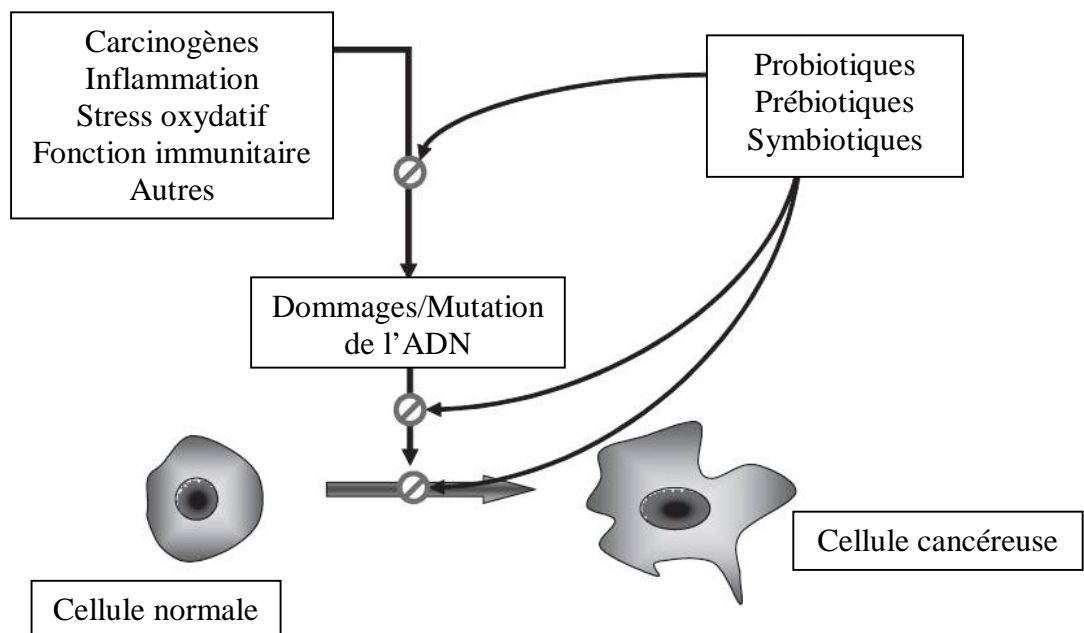 Carcinogènes
Inflammation
Stress oxydatif
Fonction immunitaire
Autres
Probiotiques
Prébiotiques
Symbiotiques
Dommages/Mutation
de l’ADN
Cellule cancéreuse
Cellule normale